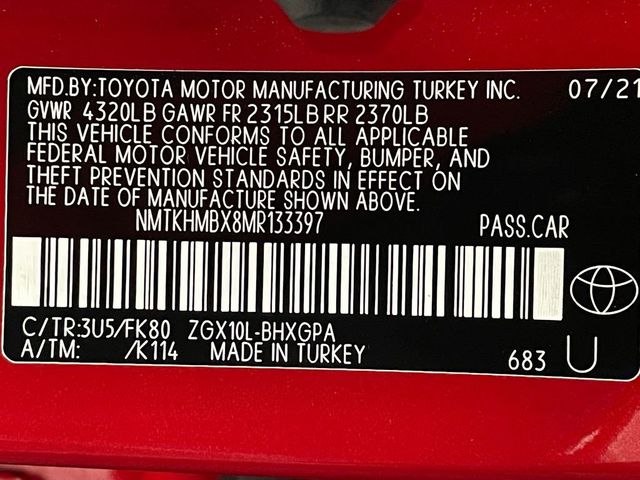 MFD.BY:TOYOTA MOTOR MANUFACTURING TURKEY INC. 07/21
GVWR 4320LB GAWR FR 2315LB RR 2370LB
THIS VEHICLE CONFORMS TO ALL APPLICABLE
FEDERAL MOTOR VEHICLE SAFETY, BUMPER, AND
THEFT PREVENTION STANDARDS IN EFFECT ON
THE DATE OF MANUFACTURE SHOWN ABOVE.
NMTKHMBX8MR133397 PASS.CAR
C/TR:3U5/FK80 ZGX10L-BHXGPA
A/TM: /K114 MADE IN TURKEY 683 U